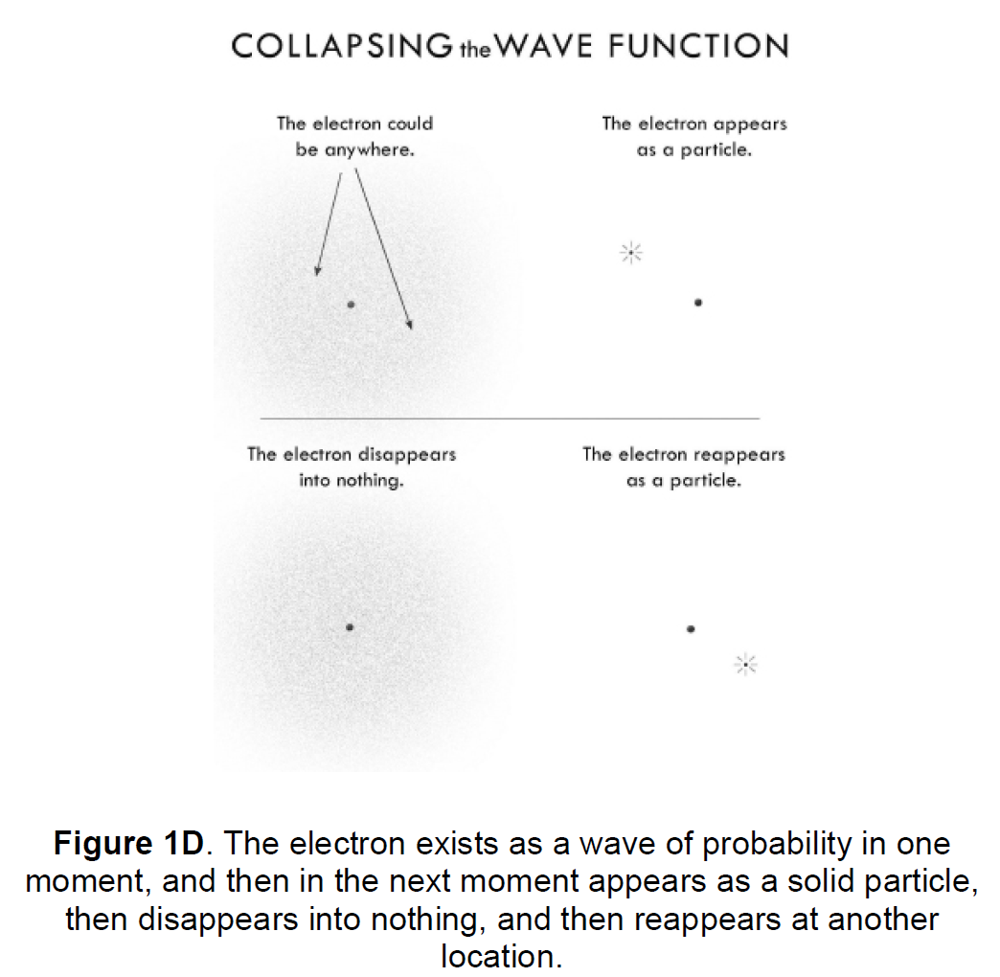 COLLAPSING the WAVE FUNCTION
The electron could
be anywhere.
The electron appears
as a particle.
The electron disappears
into nothing.
The electron reappears
as a particle.
Figure 1D. The electron exists as a wave of probability in one
moment, and then in the next moment appears as a solid particle,
then disappears into nothing, and then reappears at another
location.